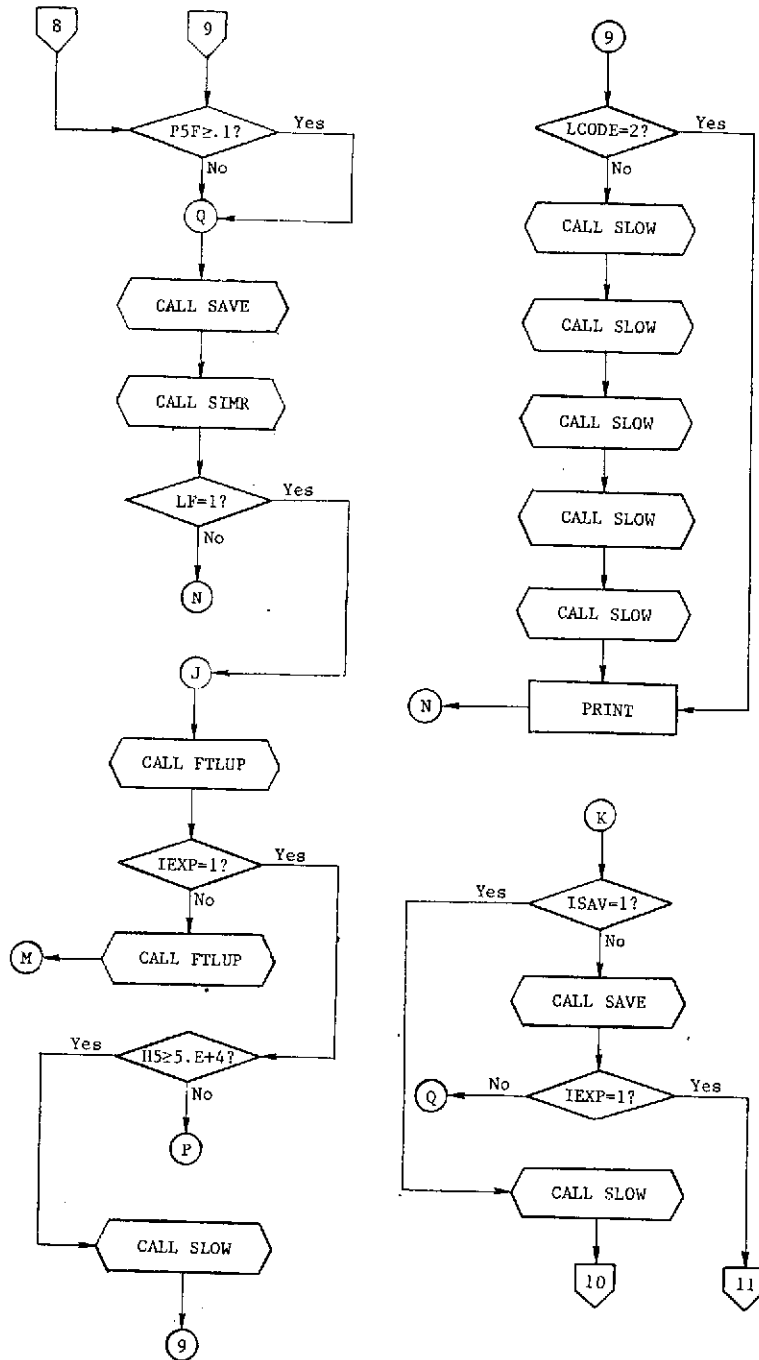 8
9
P5F≥.1?
Yes
No
Q
CALL SAVE
CALL SIMR
LF=1?
Yes
No
N
J
CALL FTLUP
IEXP=1?
Yes
No
CALL FTLUP
M
H5≥5.E+4?
Yes
No
P
CALL SLOW
9
9
LCODE=2?
Yes
No
CALL SLOW
CALL SLOW
CALL SLOW
CALL SLOW
CALL SLOW
PRINT
N
K
ISAV=1?
Yes
No
CALL SAVE
IEXP=1?
No
Yes
Q
CALL SLOW
10
11